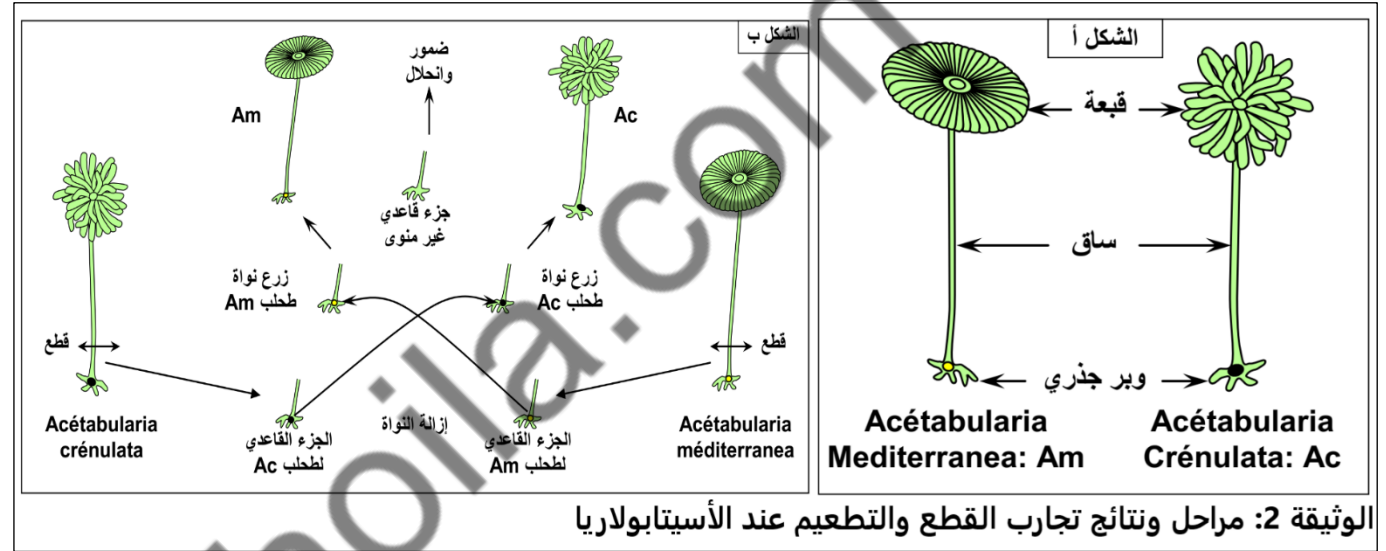 الشكل أ
قبعة
ساق
وبر جذري
Acétabularia
Mediterranea: Am
Acétabularia
Crénulata: Ac
الشكل ب
ضمور
وانحلال
Am
Ac
جزء قاعدي
غير منوى
زرع نواة
طحلب Ac
زرع نواة
طحلب Am
قطع
قطع
Acétabularia
méditerranea
الجزء القاعدي
لطحلب Am
إزالة النواة
الجزء القاعدي
لطحلب Ac
Acétabularia
crénulata
الوثيقة 2: مراحل ونتائج تجارب القطع والتطعيم عند الأسيتابولاريا